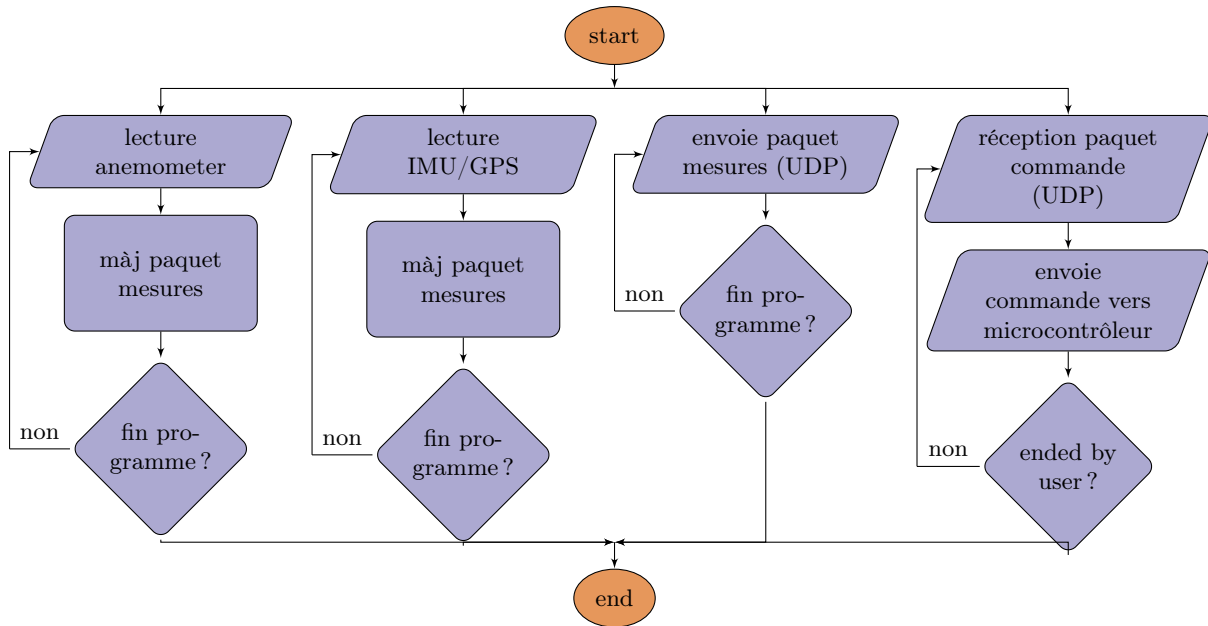 start
lecture
anemometer
màj paquet
mesures
fin pro-
gramme ?
non
lecture
IMU/GPS
màj paquet
mesures
fin pro-
gramme ?
non
envoie paquet
mesures (UDP)
fin pro-
gramme ?
non
réception paquet
commande
(UDP)
envoie
commande vers
microcontrôleur
ended by
user ?
non
end